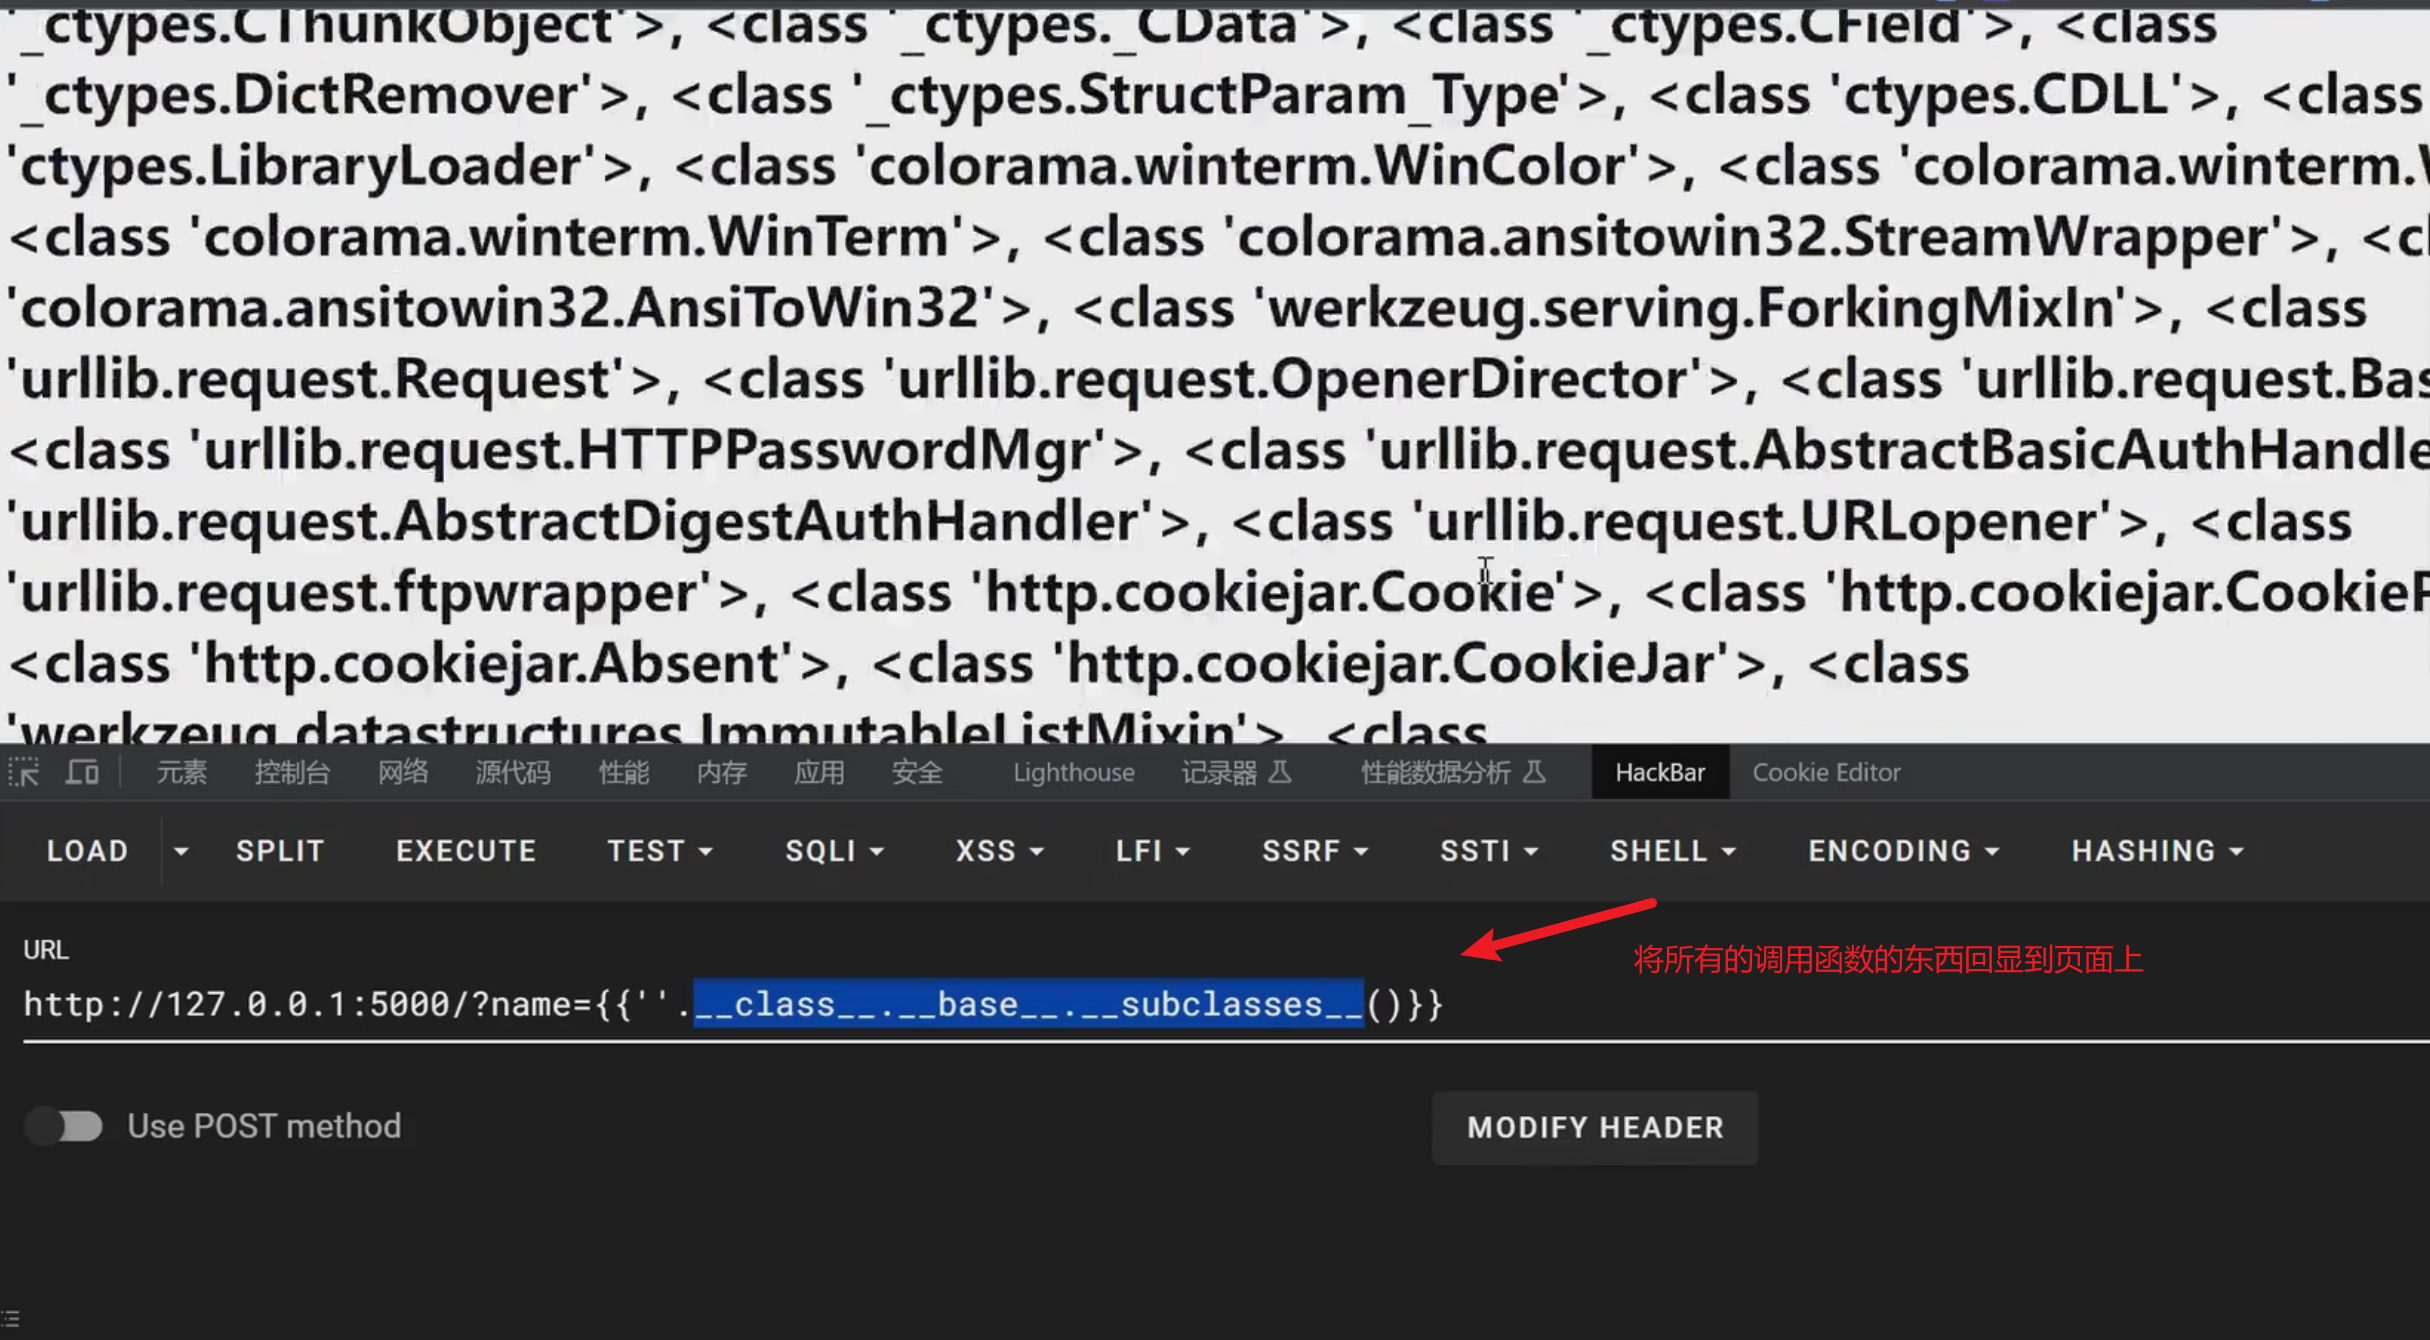 '_ctypes.CThunkObject'>, <class '_ctypes._CData'>, <class '_ctypes.CField'>, <class
'_ctypes.DictRemover'>, <class '_ctypes.StructParam_Type'>, <class 'ctypes.CDLL'>, <class
'ctypes.LibraryLoader'>, <class 'colorama.winterm.WinColor'>, <class 'colorama.winterm.
<class 'colorama.winterm.WinTerm'>, <class 'colorama.ansitowin32.StreamWrapper'>,
'colorama.ansitowin32.AnsiToWin32'>, <class 'werkzeug.serving.ForkingMixIn'>, <class
'urllib.request.Request'>, <class 'urllib.request.OpenerDirector'>, <class 'urllib.request.Bas
<class 'urllib.request.HTTPPasswordMgr'>, <class 'urllib.request.AbstractBasicAuthHandle
'urllib.request.AbstractDigestAuthHandler'>, <class 'urllib.request.URLopener'>, <class
'urllib.request.ftpwrapper'>, <class 'http.cookiejar.Cookie'>, <class 'http.cookiejar.CookieP
<class 'http.cookiejar.Absent'>, <class 'http.cookiejar.CookieJar'>, <class
'werkzeug.datastructures.ImmutableListMixin'>, <class
元素 控制台 网络 源代码 性能 内存 应用 安全 Lighthouse 记录器 性能数据分析 HackBar Cookie Editor
LOAD SPLIT EXECUTE TEST SQLI XSS LFI SSRF SSTI SHELL ENCODING HASHING
URL
将所有的调用函数的东西回显到页面上
http://127.0.0.1:5000/?name={{''.__class__.__base__.__subclasses__()}}
Use POST method
MODIFY HEADER